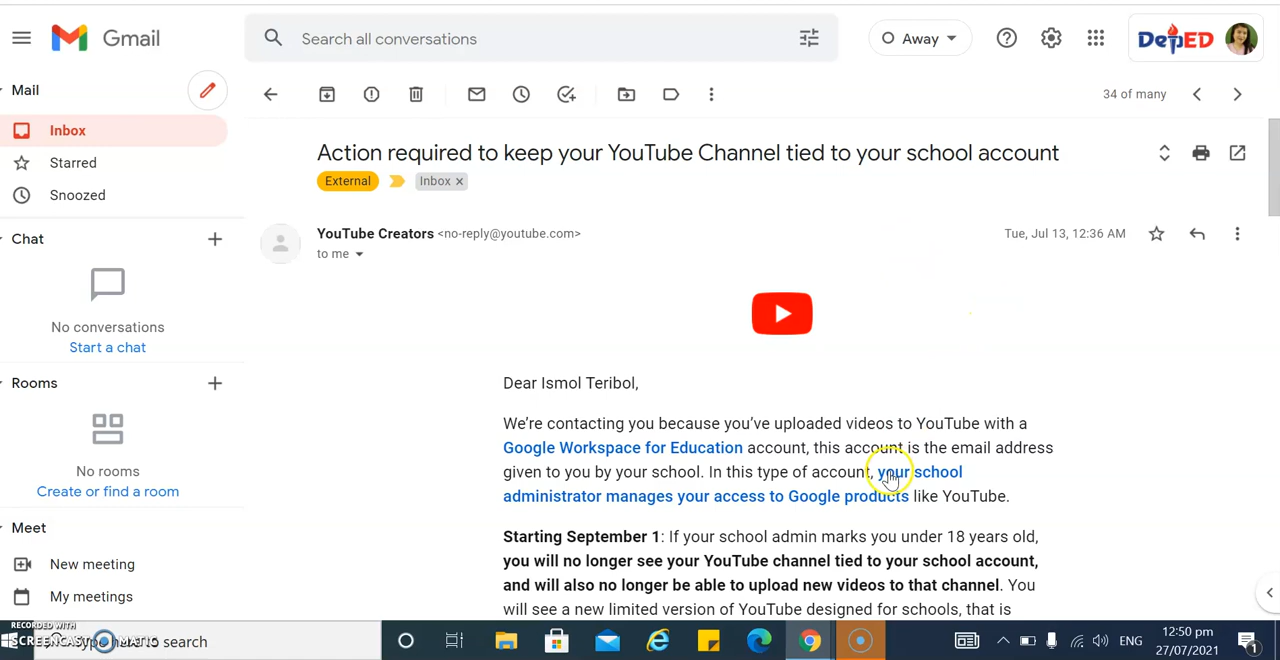 Gmail
Search all conversations
Away
DepED
Mail
34 of many
Inbox
Action required to keep your YouTube Channel tied to your school account
Starred
External
Inbox ×
Snoozed
YouTube Creators <no-reply@youtube.com>
Tue, Jul 13, 12:36 AM
to me
Chat
No conversations
Start a chat
Dear Ismol Teribol,
Rooms
We're contacting you because you've uploaded videos to YouTube with a
Google Workspace for Education account, this account is the email address
given to you by your school. In this type of account, your school
administrator manages your access to Google products like YouTube.
No rooms
Create or find a room
Meet
Starting September 1: If your school admin marks you under 18 years old,
you will no longer see your YouTube channel tied to your school account,
and will also no longer be able to upload new videos to that channel. You
will see a new limited version of YouTube designed for schools, that is
New meeting
My meetings
RECORDED WITH
SCREENCAST MATIC
Type here to search
ENG
12:50 pm
27/07/2021
1